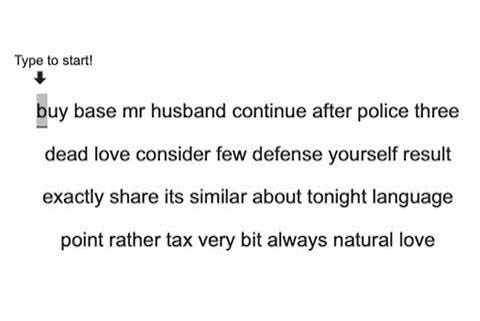 Type to start!
buy base mr husband continue after police three
dead love consider few defense yourself result
exactly share its similar about tonight language
point rather tax very bit always natural love